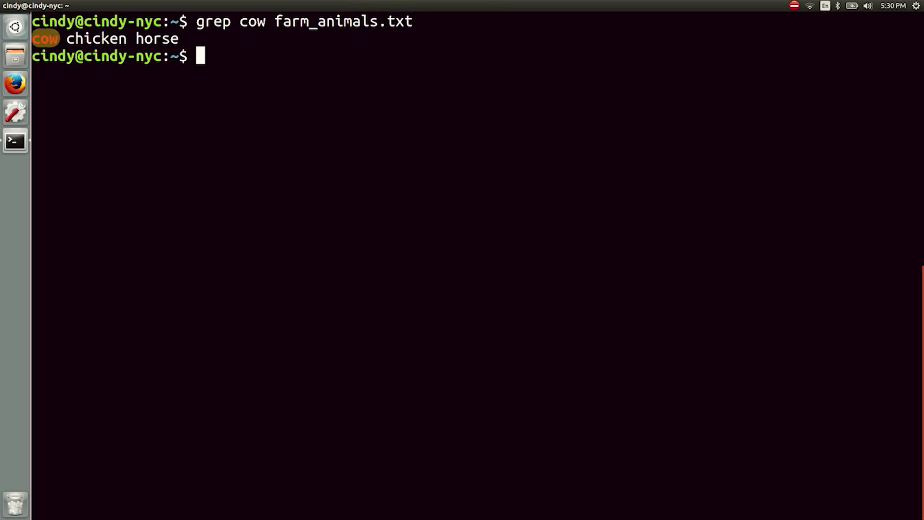 cindy@cindy-nyc: ~
En
5:30 PM
cindy@cindy-nyc:~$ grep cow farm_animals.txt
cow chicken horse
cindy@cindy-nyc:~$
>_